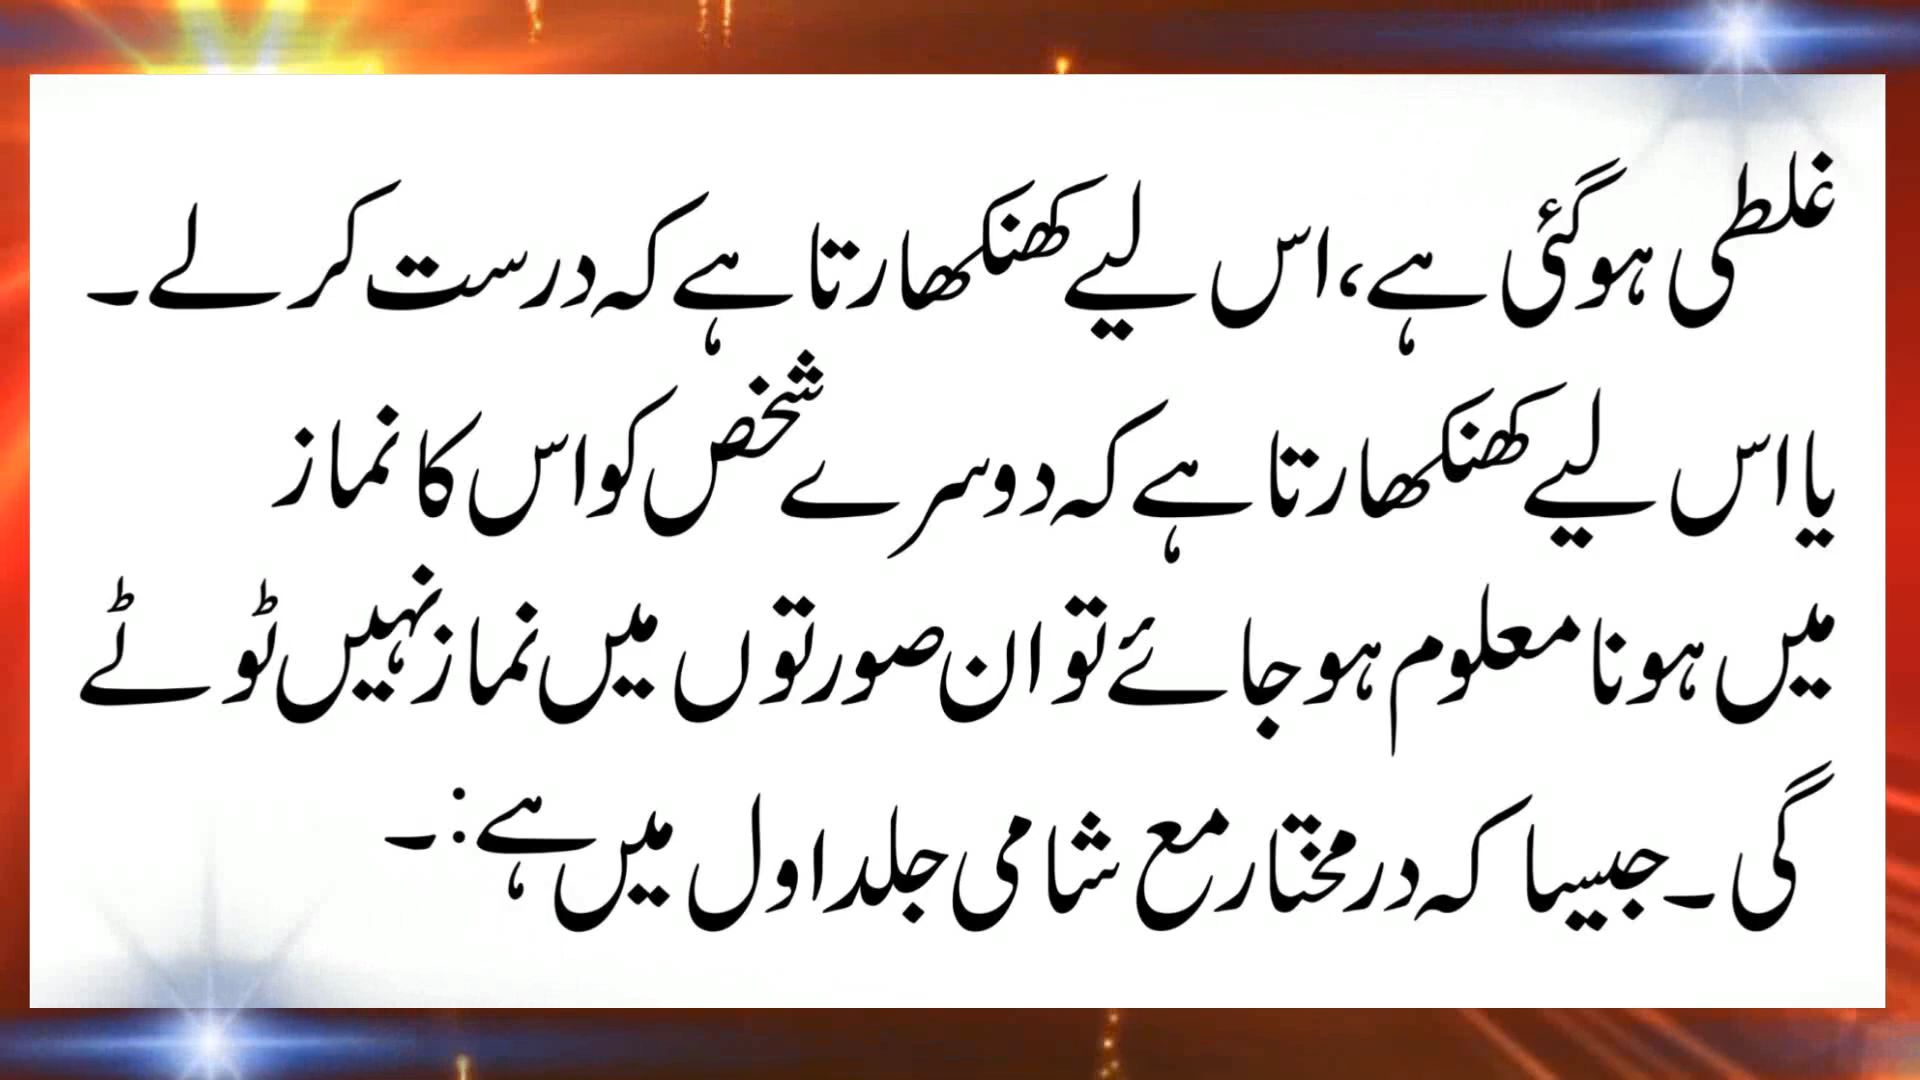 غلطی ہوگئی ہے، اس لیے کھنکھارتا ہے کہ درست کرلے۔
یا اس لیے کھنکھارتا ہے کہ دوسرے شخص کو اس کا نماز
میں ہونا معلوم ہوجائے تو ان صورتوں میں نماز نہیں ٹوٹے
گی۔ جیسا کہ درمختار مع شامی جلد اول میں ہے:۔